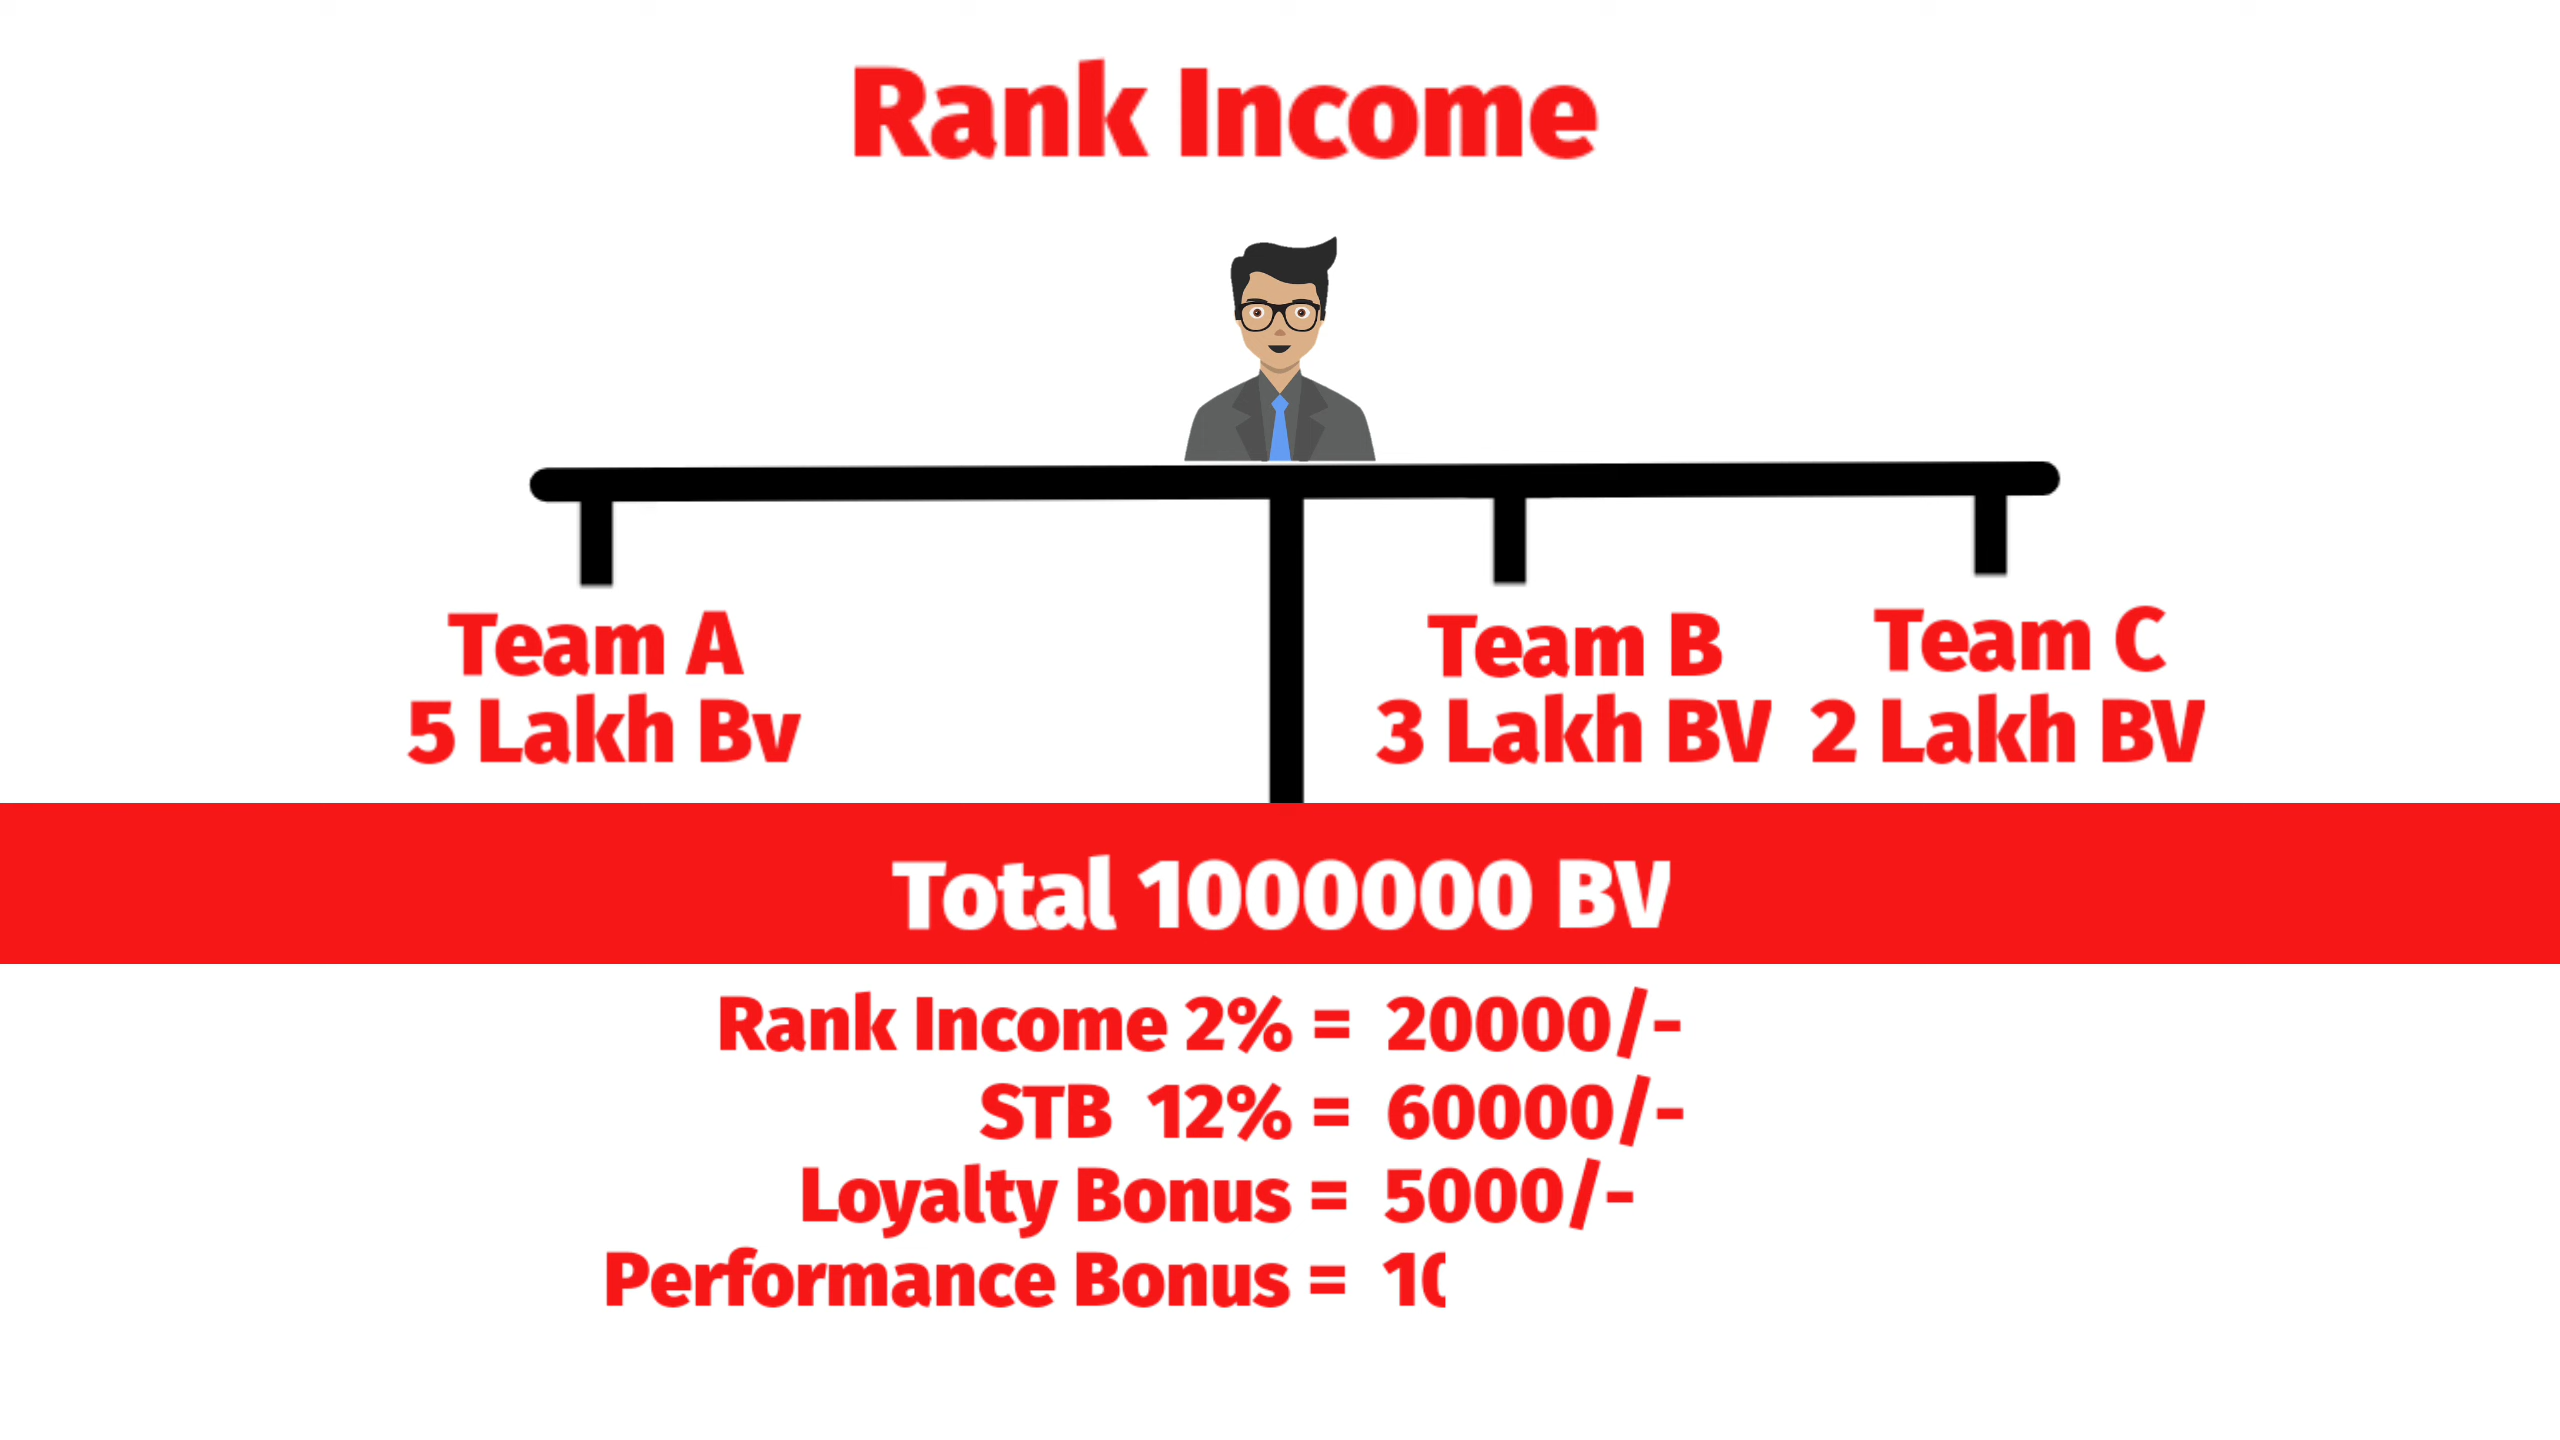 Rank Income
Team A
5 Lakh Bv
Team B
3 Lakh BV
Team C
2 Lakh BV
Total 1000000 BV
Rank Income 2% = 20000/-
STB 12% = 60000/-
Loyalty Bonus = 5000/-
Performance Bonus =